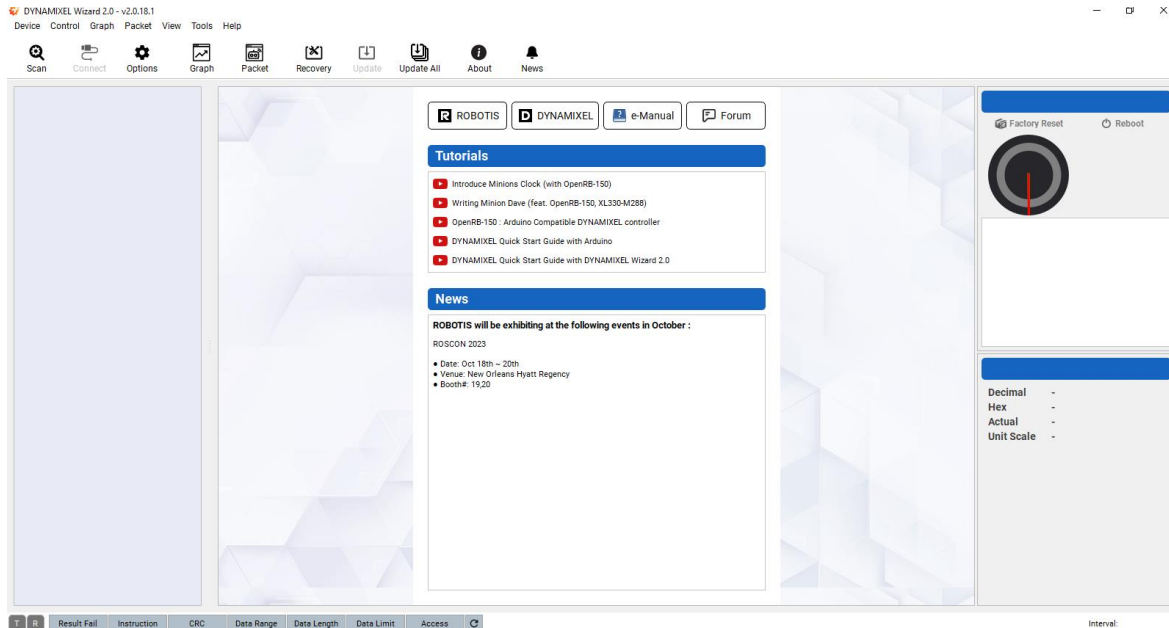 DYNAMIXEL Wizard 2.0 - v2.0.18.1
Device Control Graph Packet View Tools Help
Scan Connect Options Graph Packet Recovery Update Update All About News
ROBOTIS DYNAMIXEL e-Manual Forum
Tutorials
Introduce Minions Clock (with OpenRB-150)
Writing Minion Dave (feat. OpenRB-150, XL330-M288)
OpenRB-150 : Arduino Compatible DYNAMIXEL controller
DYNAMIXEL Quick Start Guide with Arduino
DYNAMIXEL Quick Start Guide with DYNAMIXEL Wizard 2.0
News
ROBOTIS will be exhibiting at the following events in October :
ROSCON 2023
● Date: Oct 18th ~ 20th
● Venue: New Orleans Hyatt Regency
● Booth#: 19,20
Factory Reset Reboot
Decimal -
Hex -
Actual -
Unit Scale -
T R Result Fail Instruction CRC Data Range Data Length Data Limit Access Interval: